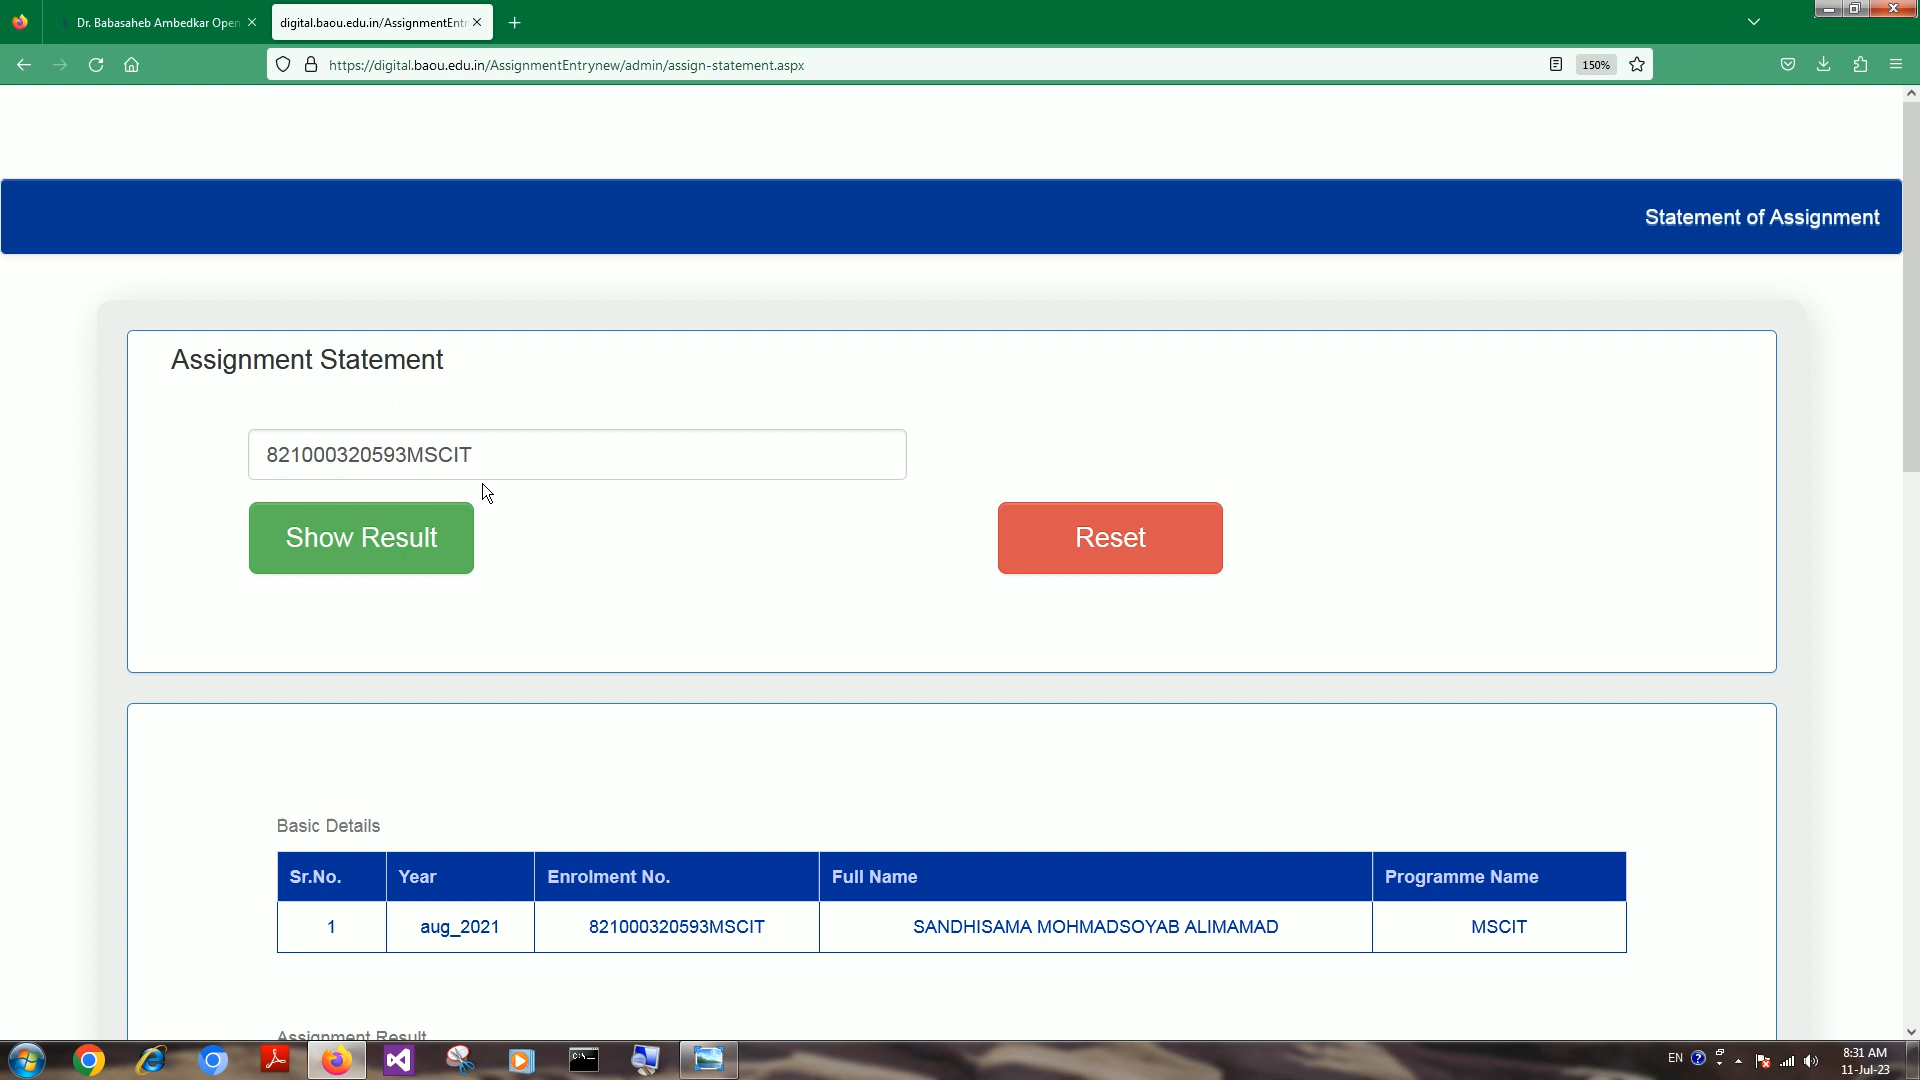 Dr. Babasaheb Ambedkar Open
digital.baou.edu.in/AssignmentEntr
https://digital.baou.edu.in/AssignmentEntrynew/admin/assign-statement.aspx
150%
Statement of Assignment
Assignment Statement
821000320593MSCIT
Show Result
Reset
Basic Details
Sr.No. Year Enrolment No. Full Name Programme Name
1 aug_2021 821000320593MSCIT SANDHISAMA MOHMADSOYAB ALIMAMAD MSCIT
Assignment Result
EN
8:31 AM
11-Jul-23